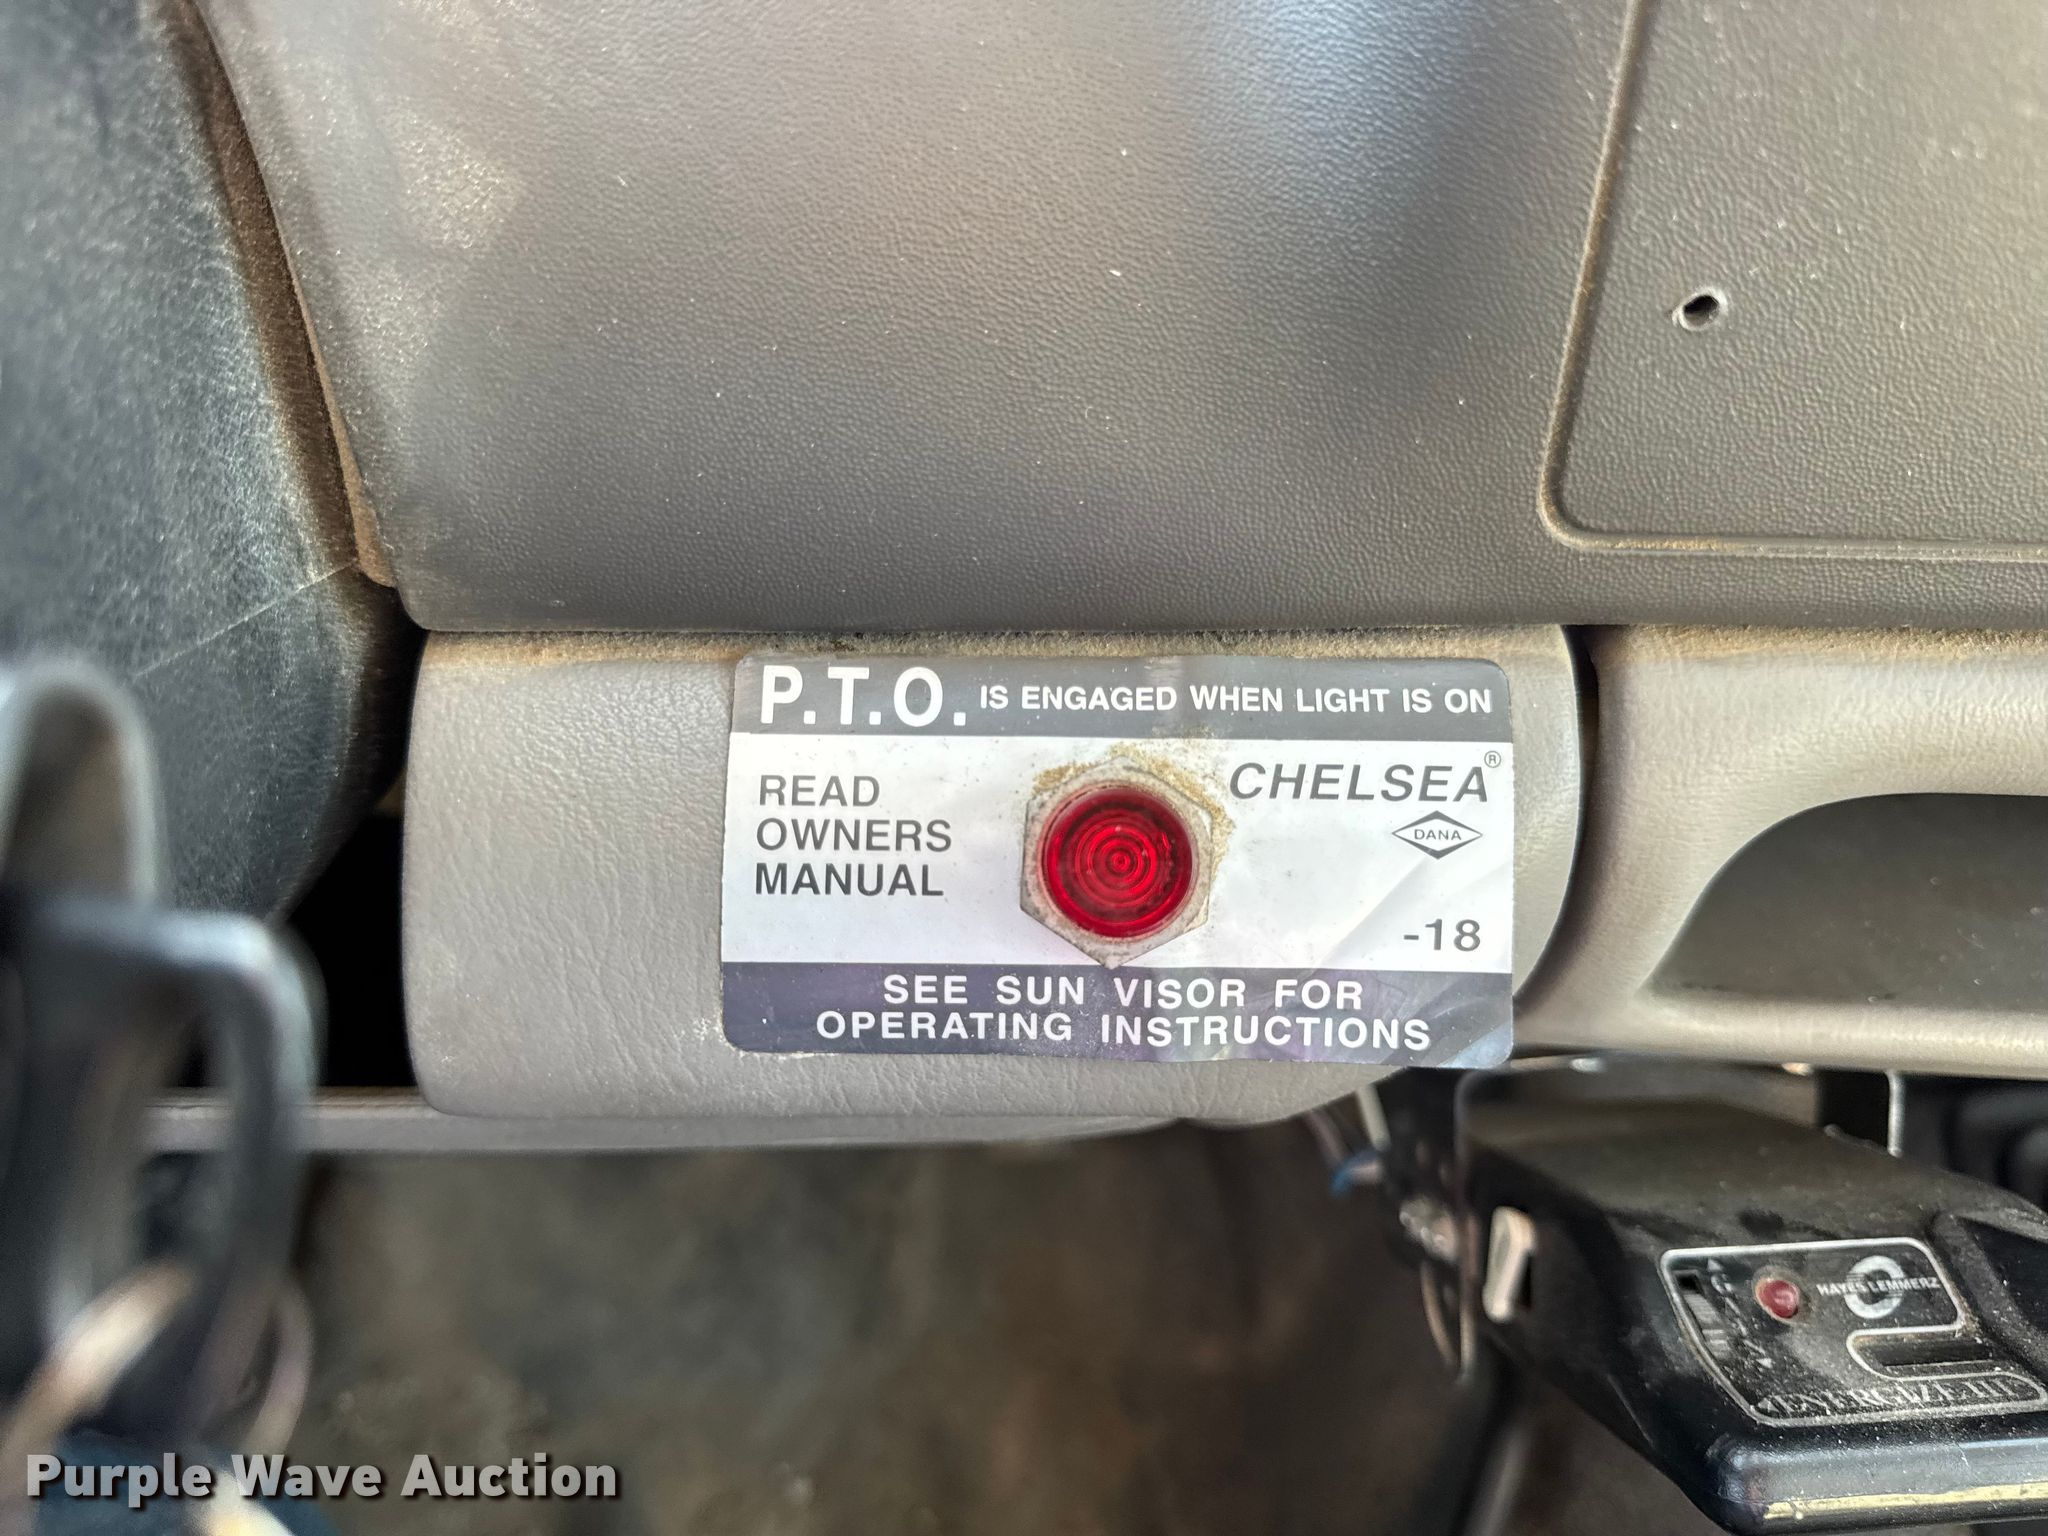 P.T.O. IS ENGAGED WHEN LIGHT IS ON
READ
OWNERS
MANUAL
CHELSEA®
DANA
-18
SEE SUN VISOR FOR
OPERATING INSTRUCTIONS
HAYES LEMMERZ
ENERGIZE III
Purple Wave Auction